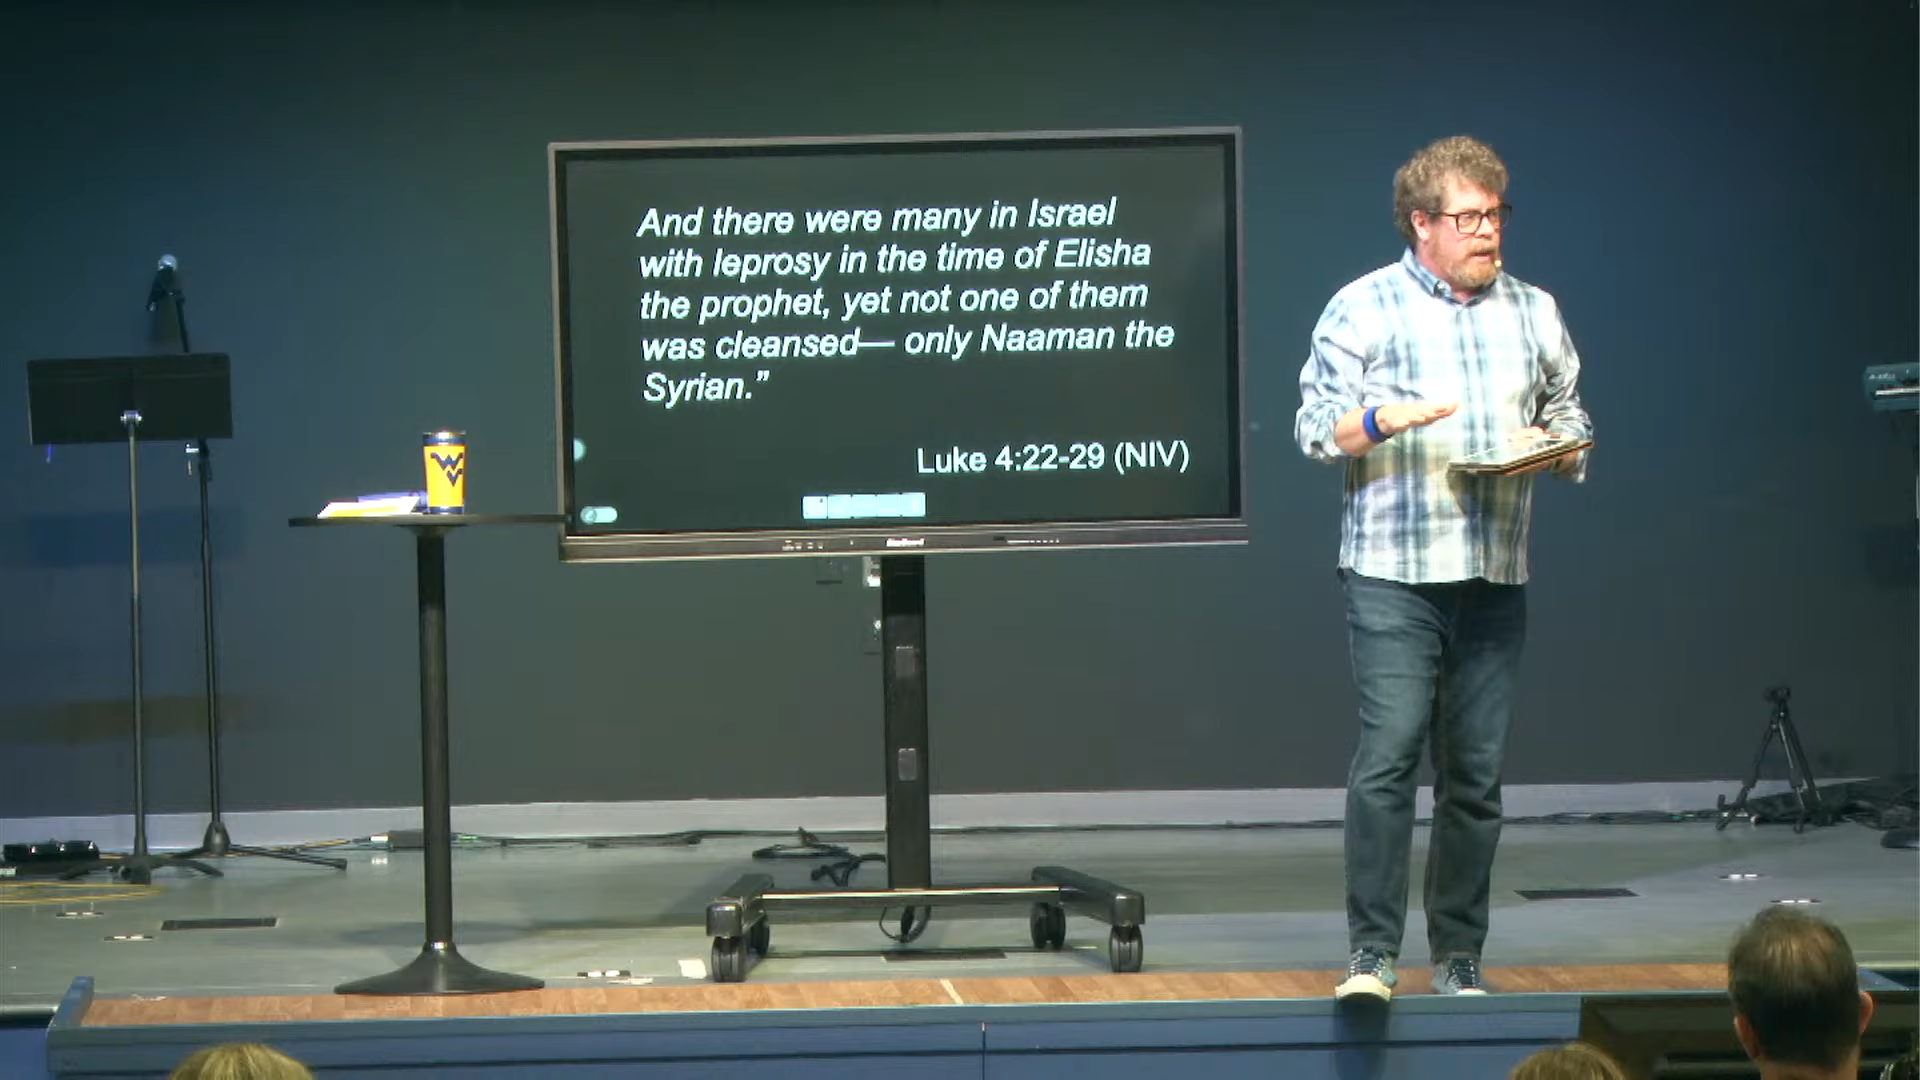 And there were many in Israel
with leprosy in the time of Elisha
the prophet, yet not one of them
was cleansed— only Naaman the
Syrian.”
Luke 4:22-29 (NIV)
WV